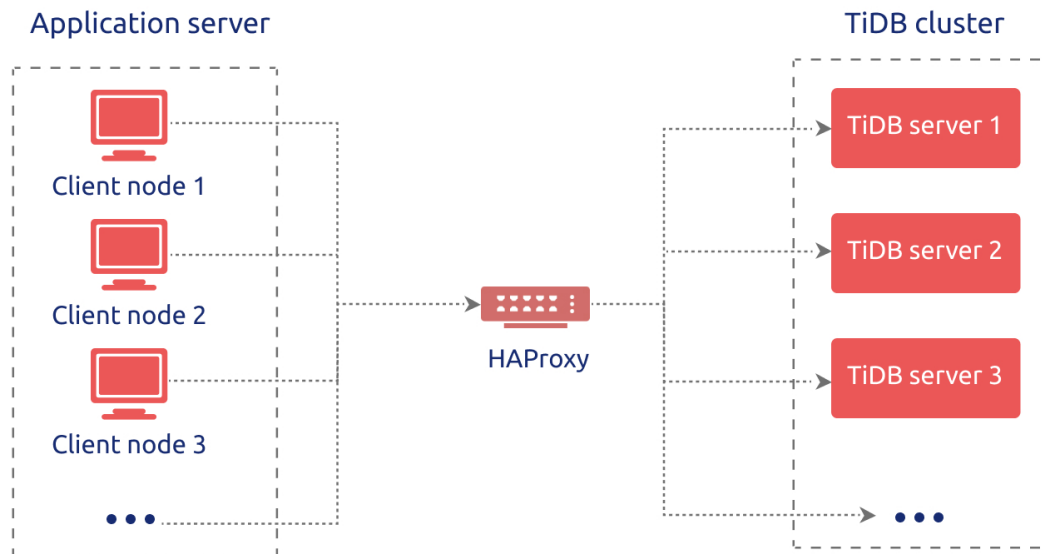 Application server
TiDB cluster
Client node 1
Client node 2
Client node 3
...
HAProxy
TiDB server 1
TiDB server 2
TiDB server 3
...